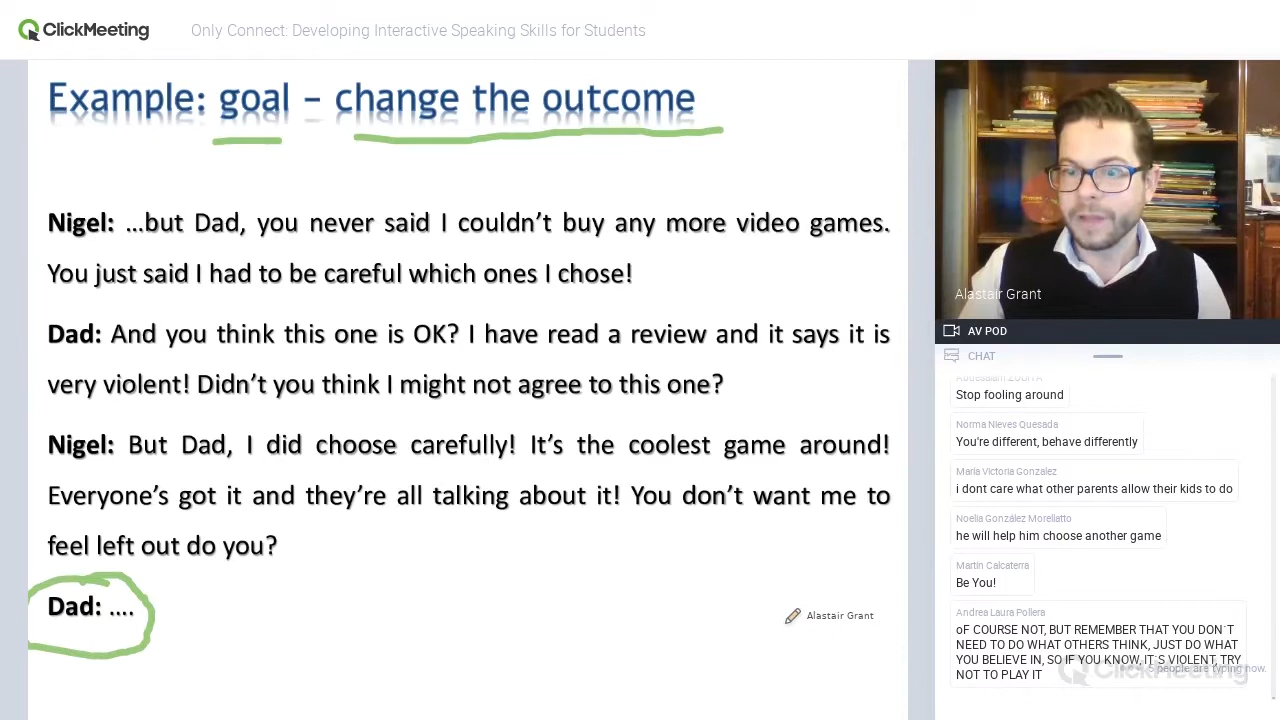 ClickMeeting
Only Connect: Developing Interactive Speaking Skills for Students
Example: goal – change the outcome
Nigel: …but Dad, you never said I couldn't buy any more video games.
You just said I had to be careful which ones I chose!
Dad: And you think this one is OK? I have read a review and it says it is
very violent! Didn't you think I might not agree to this one?
Nigel: But Dad, I did choose carefully! It's the coolest game around!
Everyone's got it and they're all talking about it! You don't want me to
feel left out do you?
Dad: ….
Alastair Grant
Alastair Grant
AV POD
CHAT
Stop fooling around
Norma Nieves Quesada
You're different, behave differently
Maria Victoria Gonzalez
i dont care what other parents allow their kids to do
Noelia González Morellatto
he will help him choose another game
Martín Calcaterra
Be You!
Andrea Laura Pollera
oF COURSE NOT, BUT REMEMBER THAT YOU DON´T
NEED TO DO WHAT OTHERS THINK, JUST DO WHAT
YOU BELIEVE IN, SO IF YOU KNOW, IT´S VIOLENT, TRY
NOT TO PLAY IT
people are typing now.
ClickMeeting